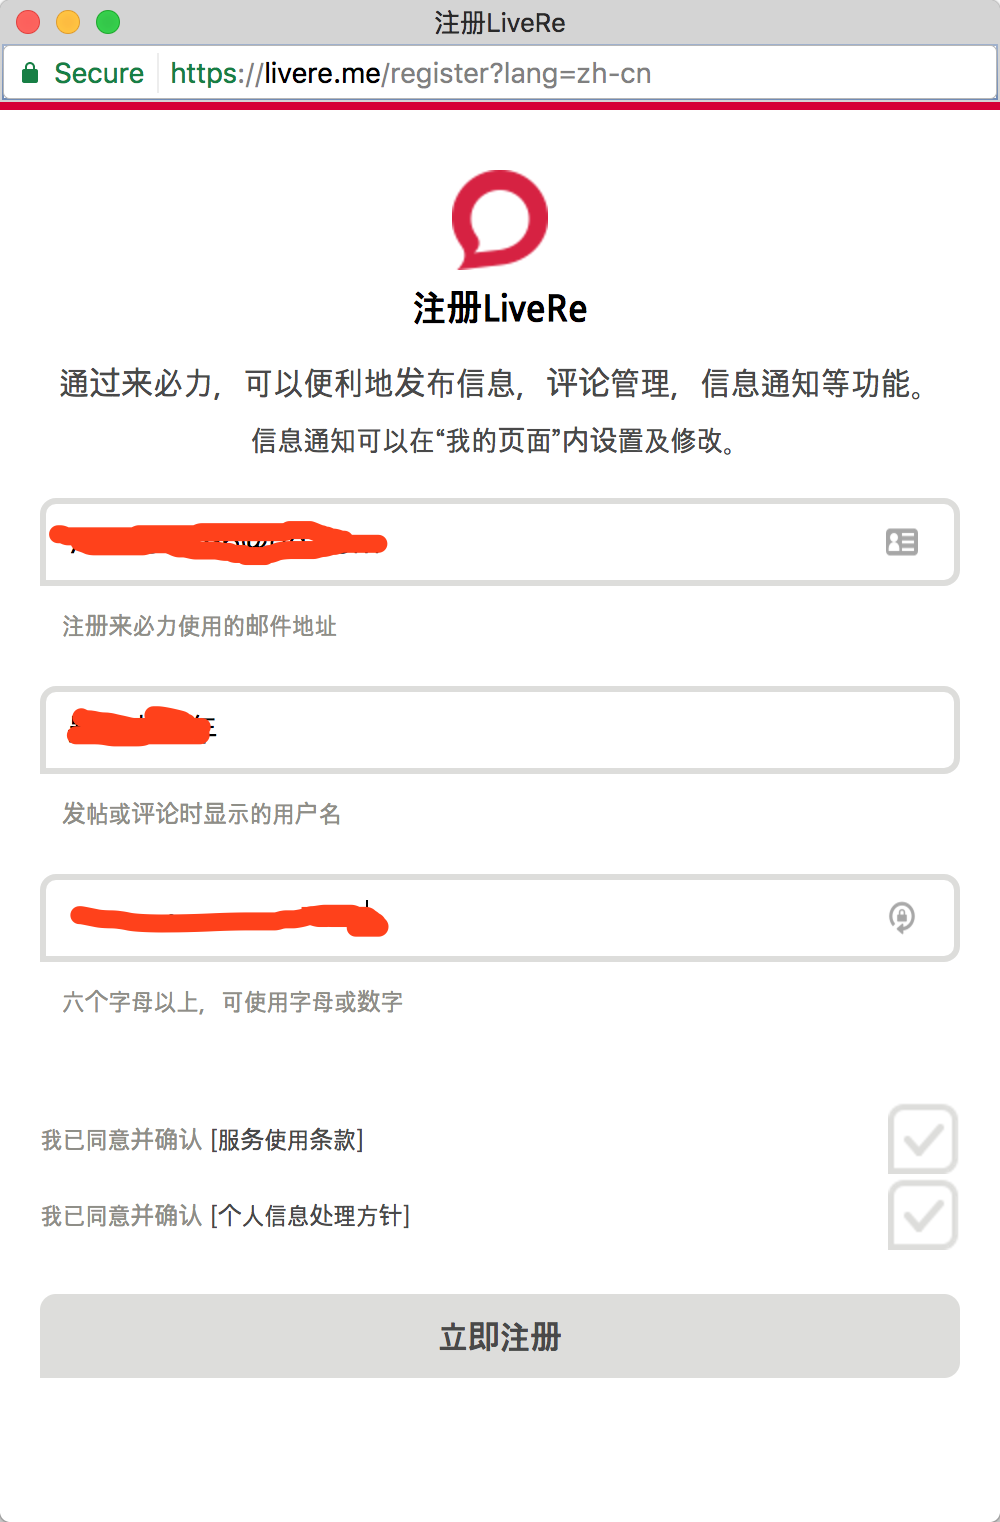 注册LiveRe
Secure https://livere.me/register?lang=zh-cn
注册LiveRe
通过来必力，可以便利地发布信息，评论管理，信息通知等功能。
信息通知可以在“我的页面”内设置及修改。
注册来必力使用的邮件地址
发帖或评论时显示的用户名
六个字母以上，可使用字母或数字
我已同意并确认 [服务使用条款]
我已同意并确认 [个人信息处理方针]
立即注册